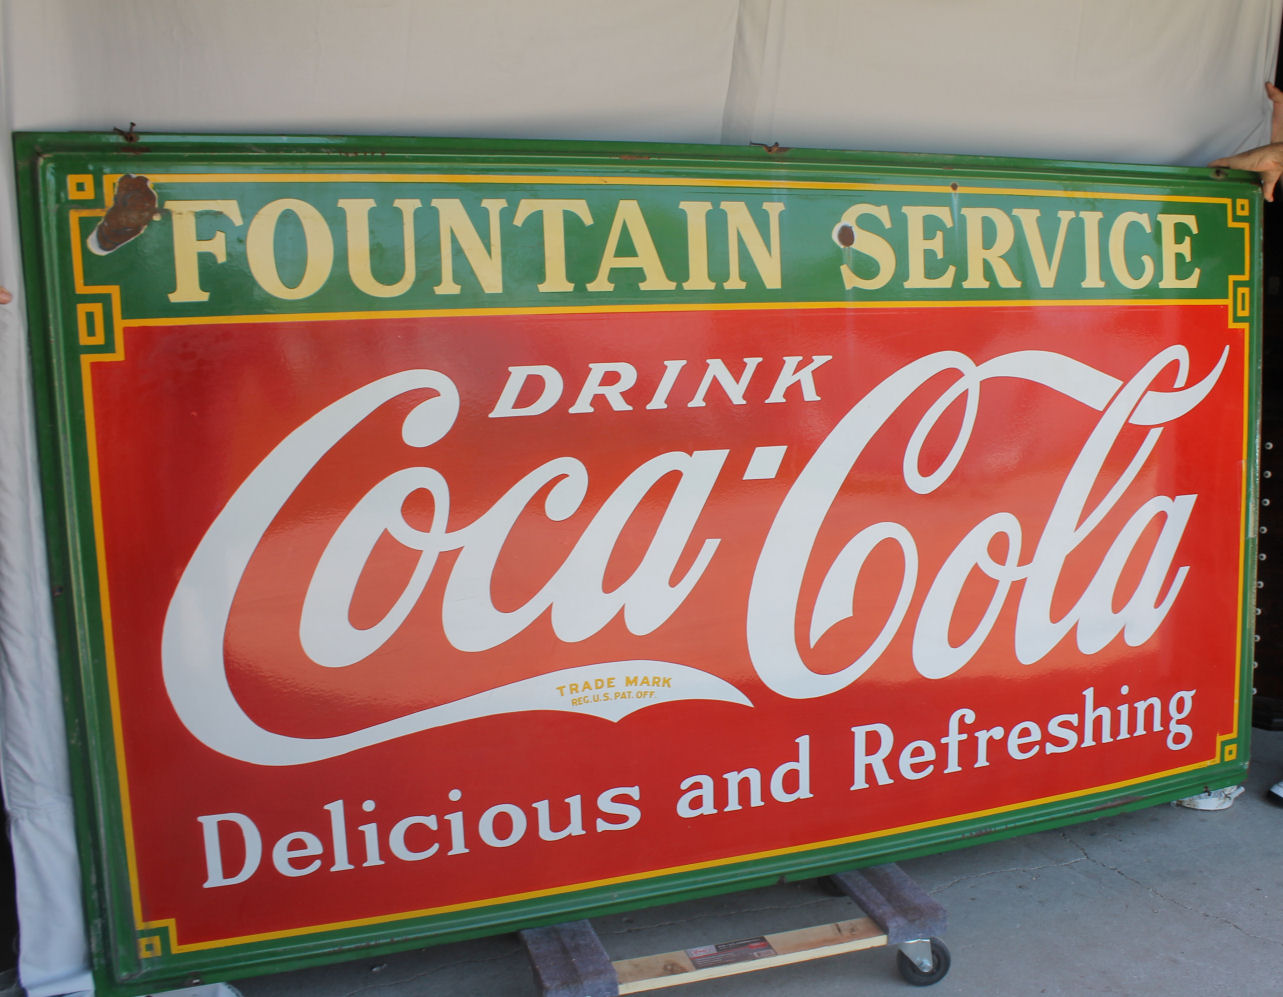 FOUNTAIN SERVICE
DRINK
Coca-Cola
TRADE MARK
REG. U.S. PAT. OFF.
Delicious and Refreshing